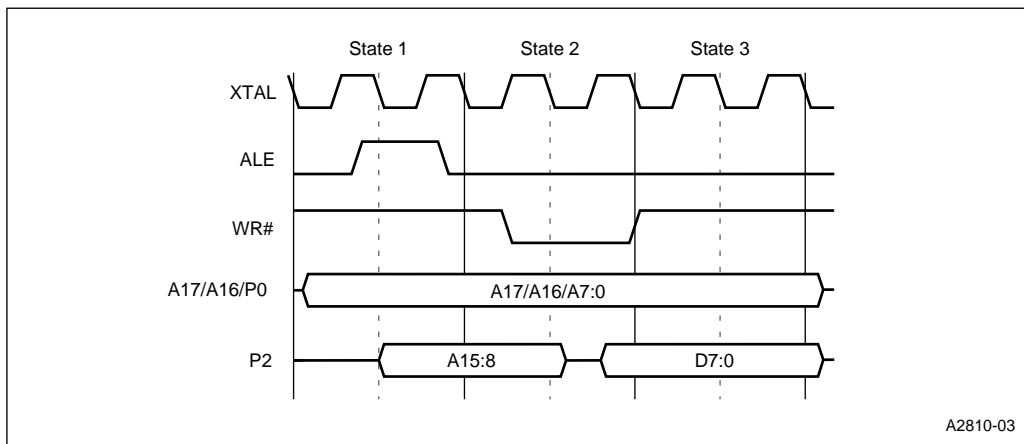 State 1 State 2 State 3
XTAL
ALE
WR#
A17/A16/P0 A17/A16/A7:0
P2 A15:8 D7:0
A2810-03